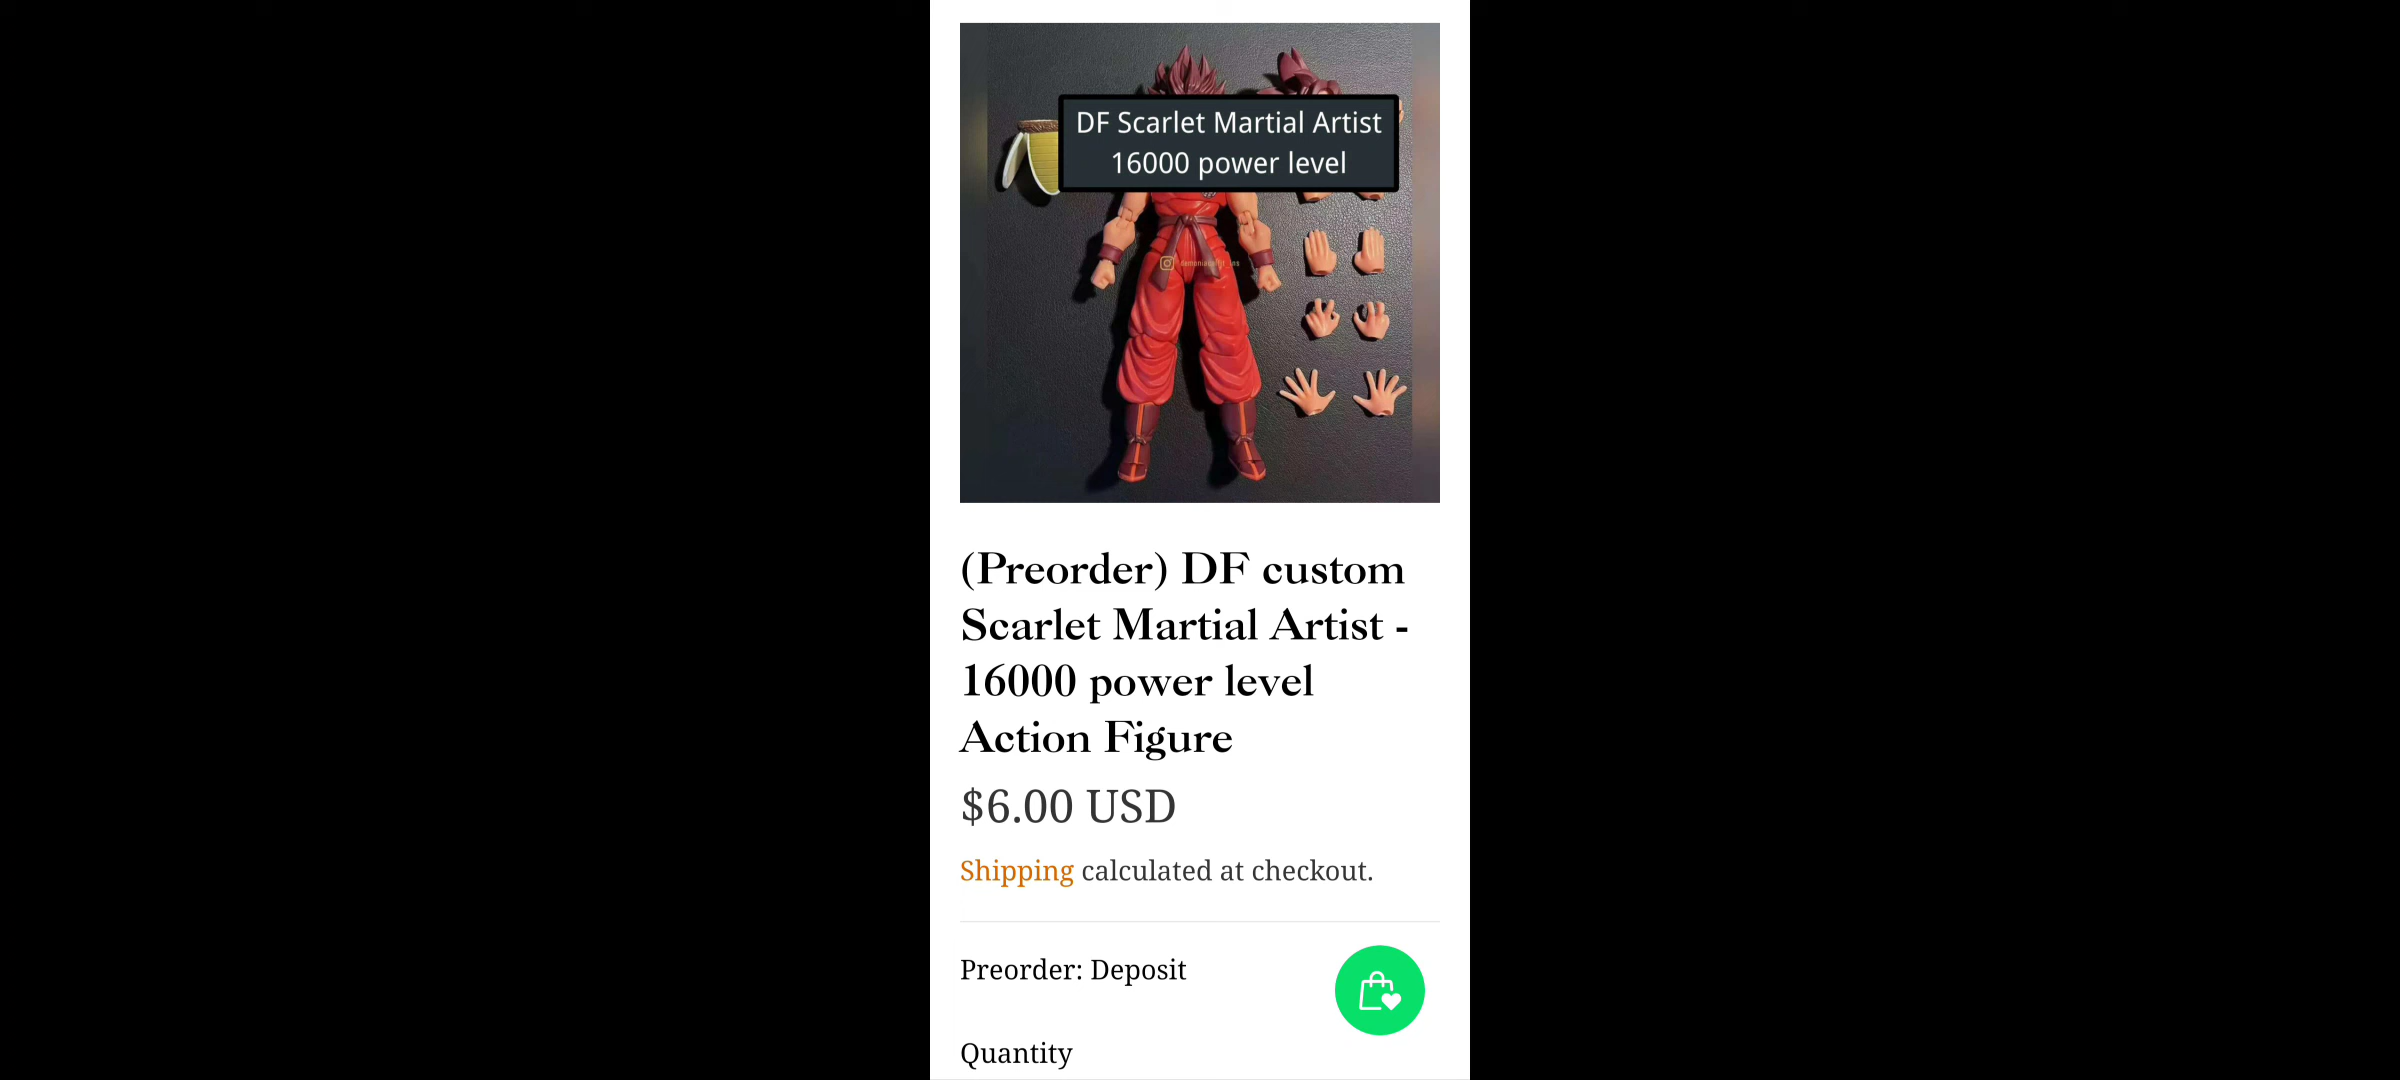 DF Scarlet Martial Artist
16000 power level
(Preorder) DF custom
Scarlet Martial Artist -
16000 power level
Action Figure
$6.00 USD
Shipping calculated at checkout.
Preorder: Deposit
Quantity